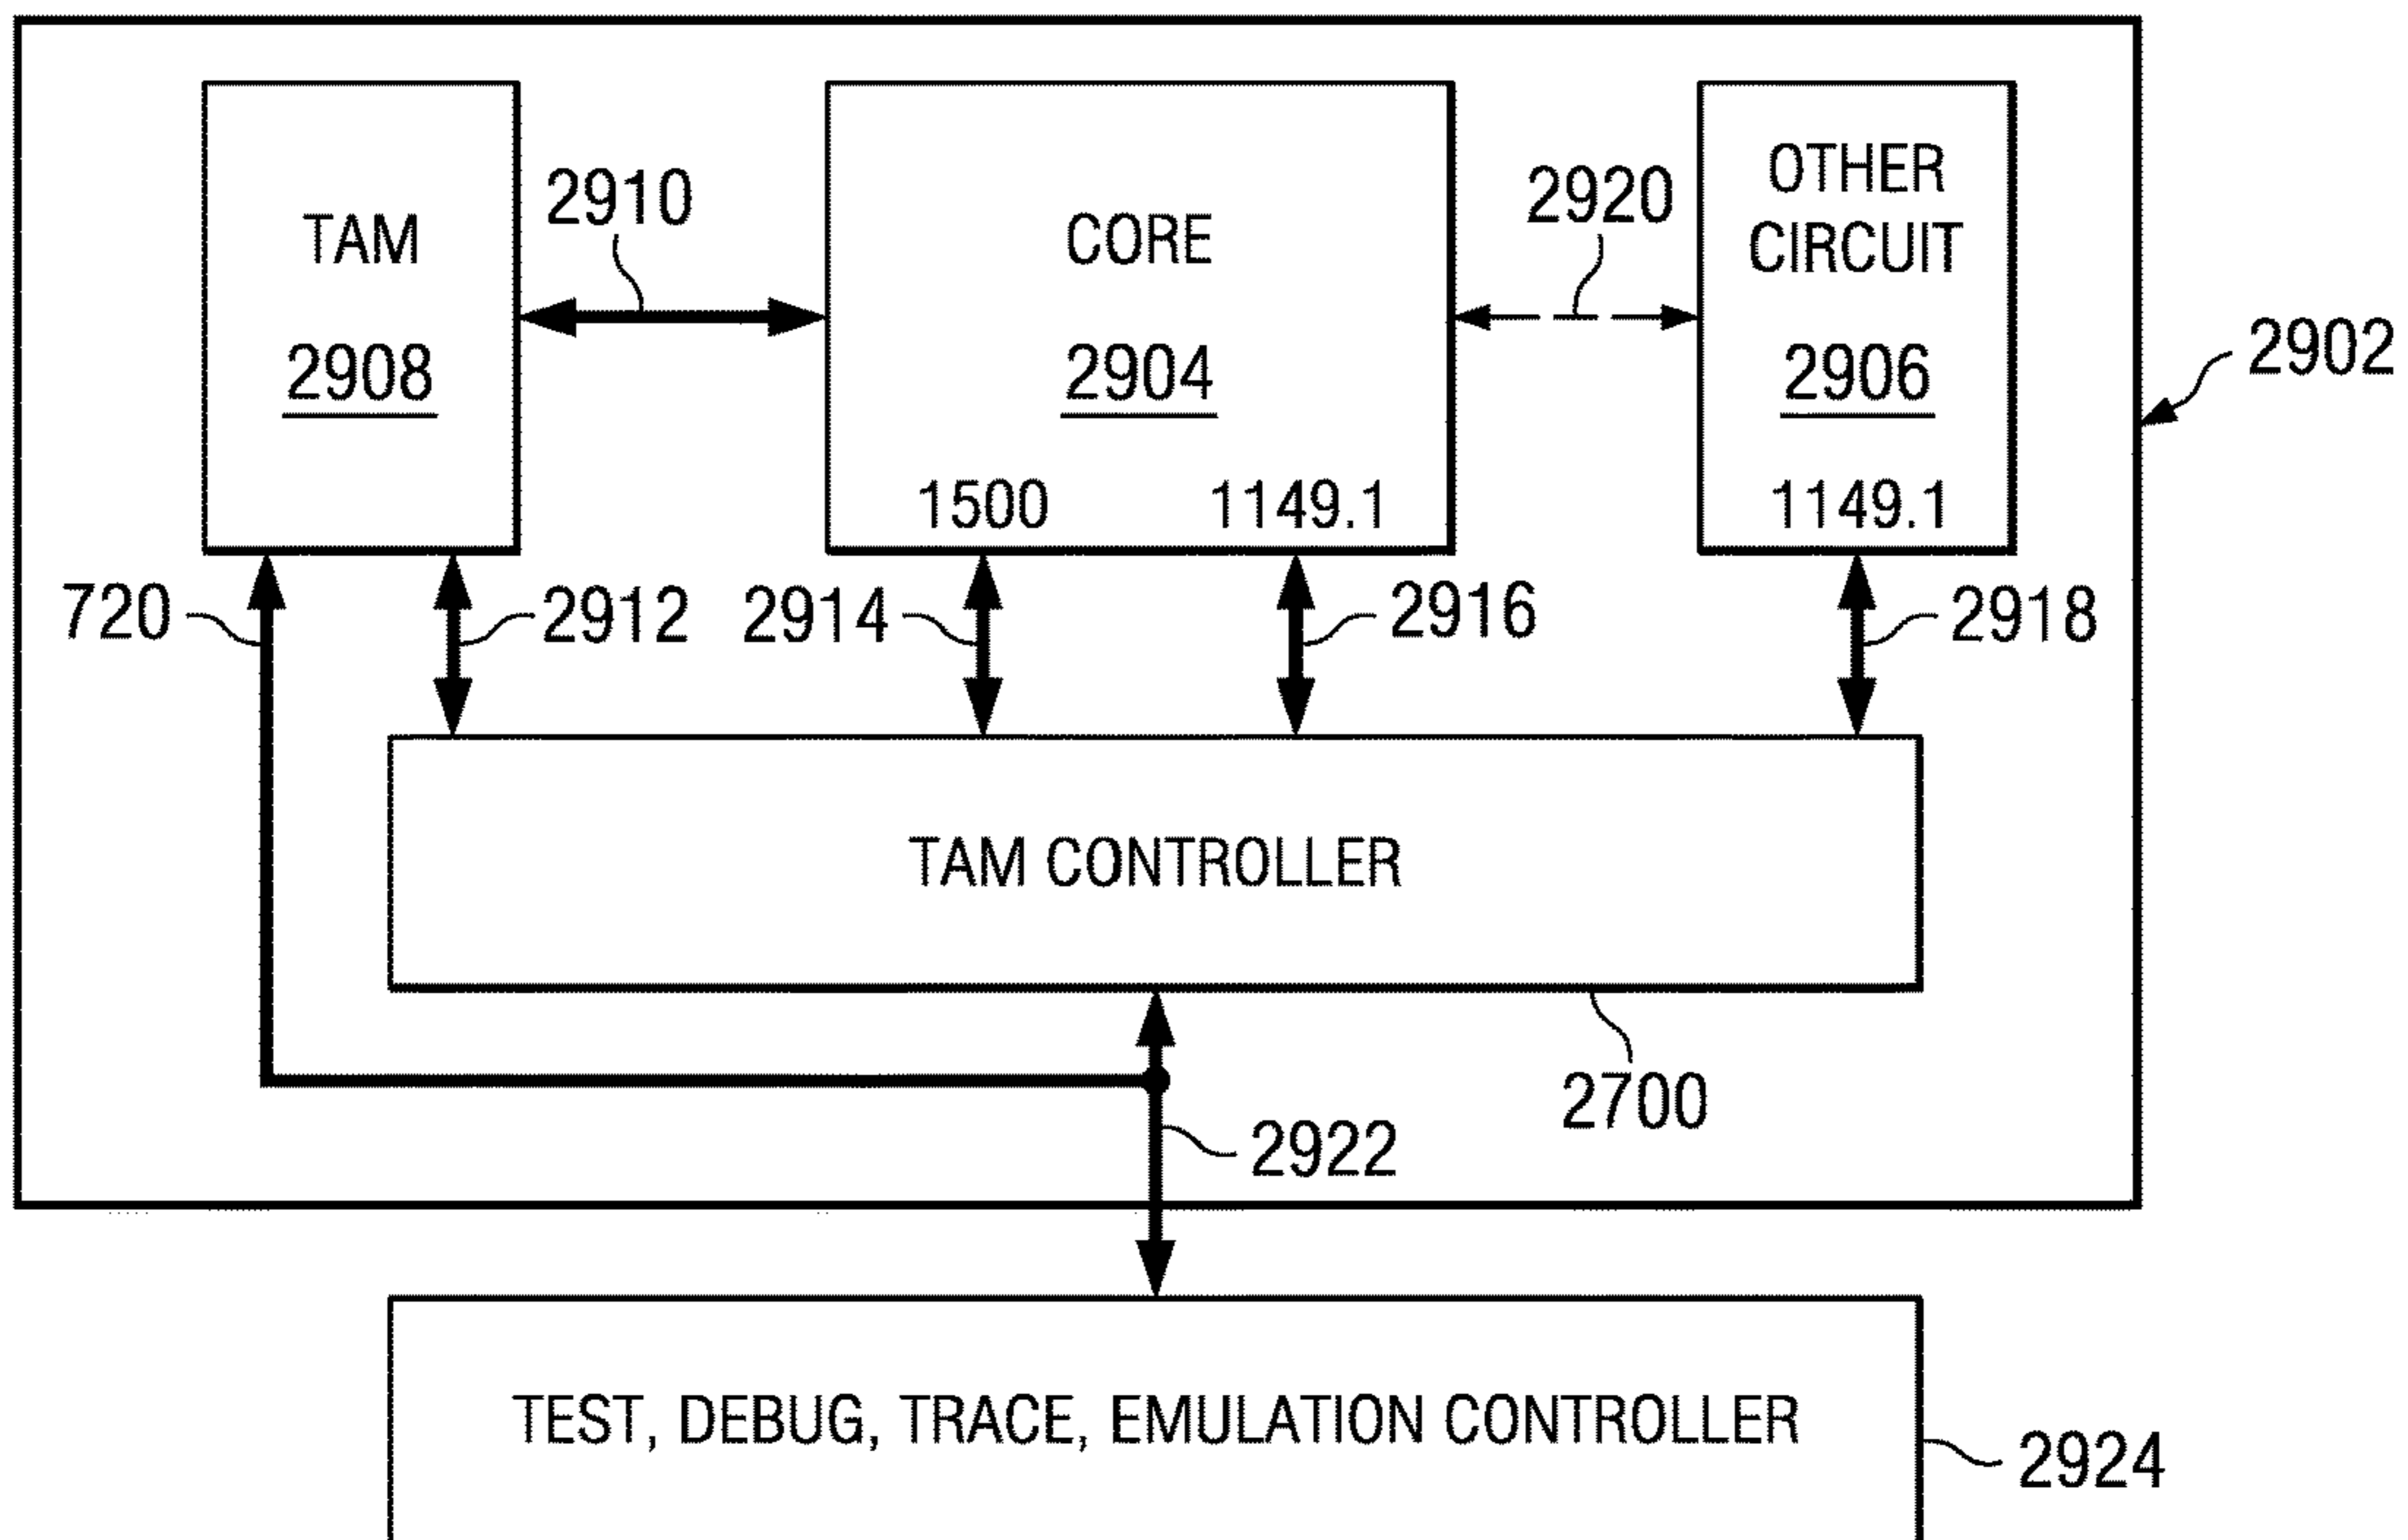 TAM
2908
2910
CORE
2904
1500 1149.1
2920
OTHER
CIRCUIT
2906
1149.1
2902
720
2912
2914
2916
2918
TAM CONTROLLER
2700
2922
TEST, DEBUG, TRACE, EMULATION CONTROLLER
2924